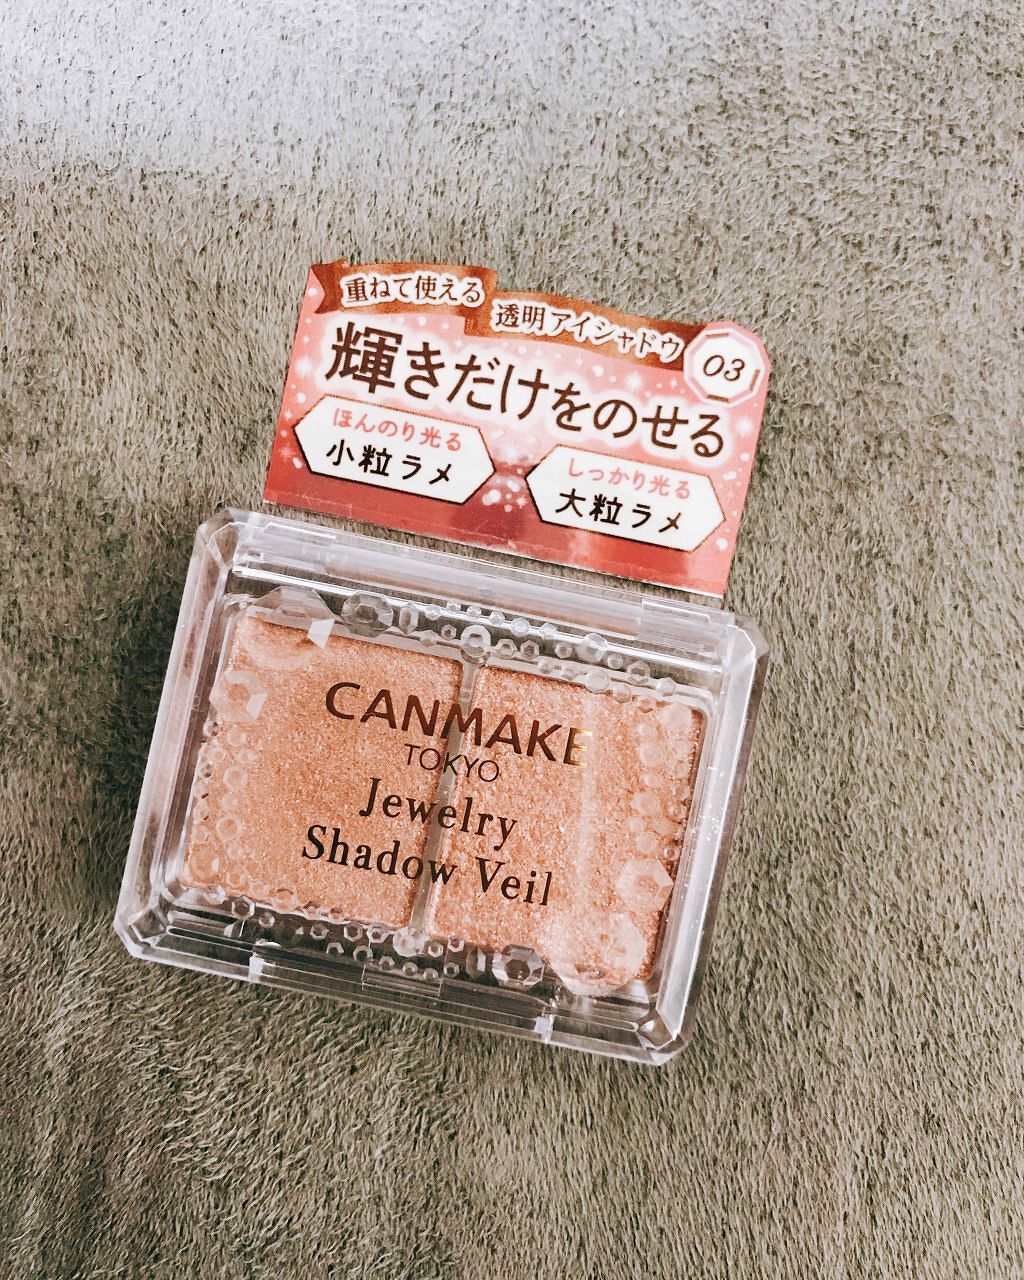 重ねて使える
透明アイシャドウ
03
輝きだけをのせる
ほんのり光る
小粒ラメ
しっかり光る
大粒ラメ
CANMAKE
TOKYO
Jewelry
Shadow Veil